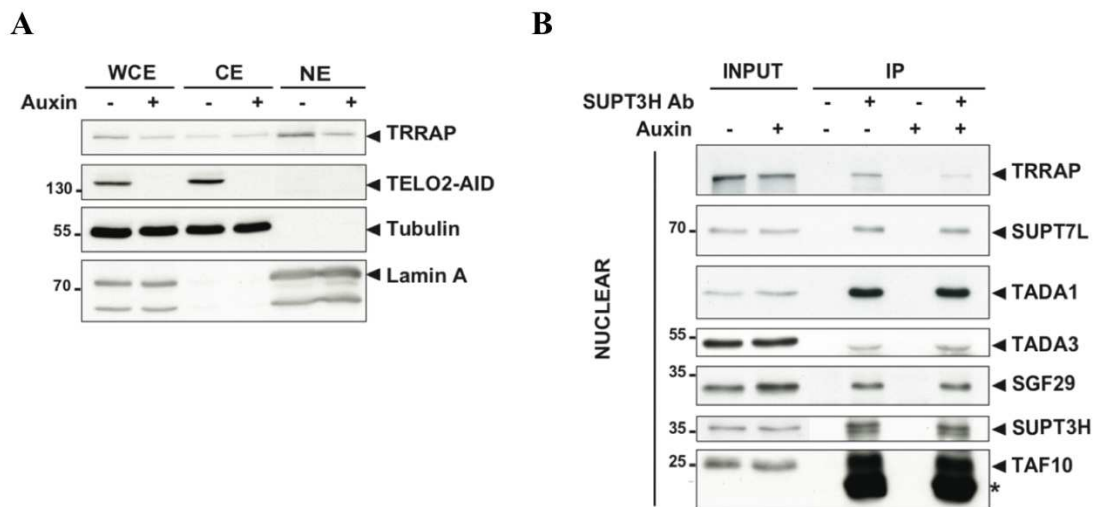 A
WCE CE NE
Auxin - + - + - +
TRRAP
130 TELO2-AID
55 Tubulin
70 Lamin A
B
INPUT IP
SUPT3H Ab - + - +
Auxin - + - - + +
NUCLEAR
TRRAP
70 SUPT7L
TADA1
55 TADA3
35 SGF29
35 SUPT3H
25 TAF10
*